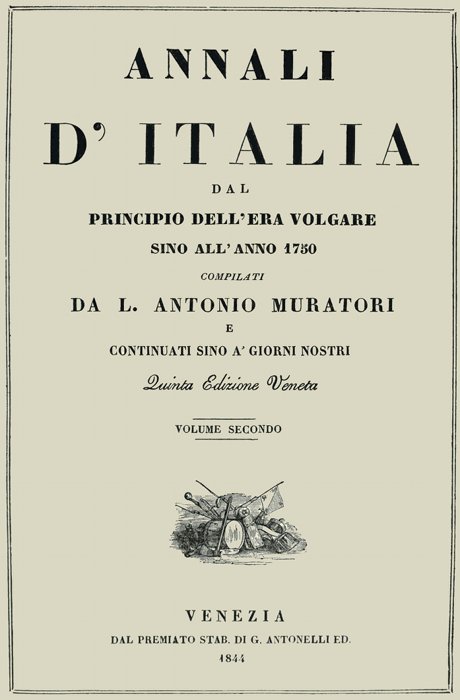 ANNALI
D' ITALIA
DAL
PRINCIPIO DELL'ERA VOLGARE
SINO ALL'ANNO 1750
COMPILATI
DA L. ANTONIO MURATORI
E
CONTINUATI SINO A' GIORNI NOSTRI
Quinta Edizione Veneta
VOLUME SECONDO
VENEZIA
DAL PREMIATO STAB. DI G. ANTONELLI ED.
1844